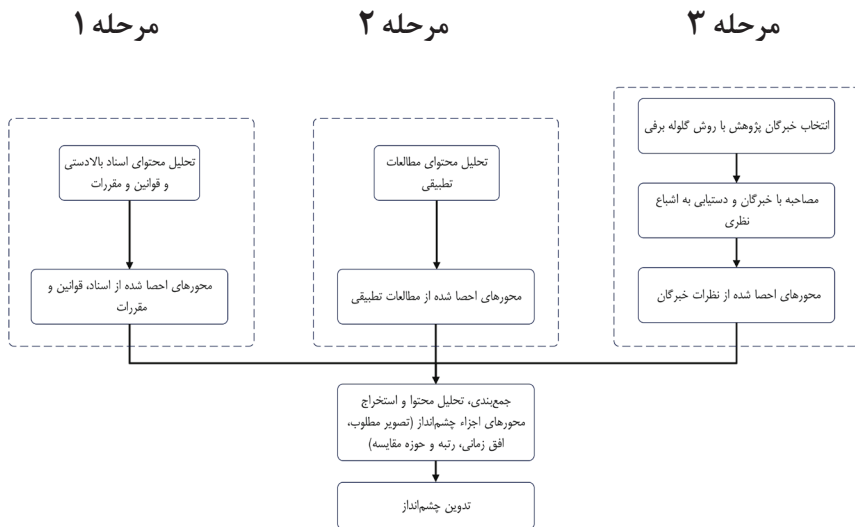 مرحله ۱
مرحله ۲
مرحله ۳
تحلیل محتوای اسناد بالادستی
و قوانین و مقررات
محورهای احصا شده از اسناد، قوانین و
مقررات
تحلیل محتوای مطالعات
تطبیقی
محورهای احصا شده از مطالعات تطبیقی
انتخاب خبرگان پژوهش با روش گلوله برفی
مصاحبه با خبرگان و دستیابی به اشباع
نظری
محورهای احصا شده از نظرات خبرگان
جمع‌بندی، تحلیل محتوا و استخراج
محورهای اجزاء چشم‌انداز (تصویر مطلوب،
افق زمانی، رتبه و حوزه مقایسه)
تدوین چشم‌انداز